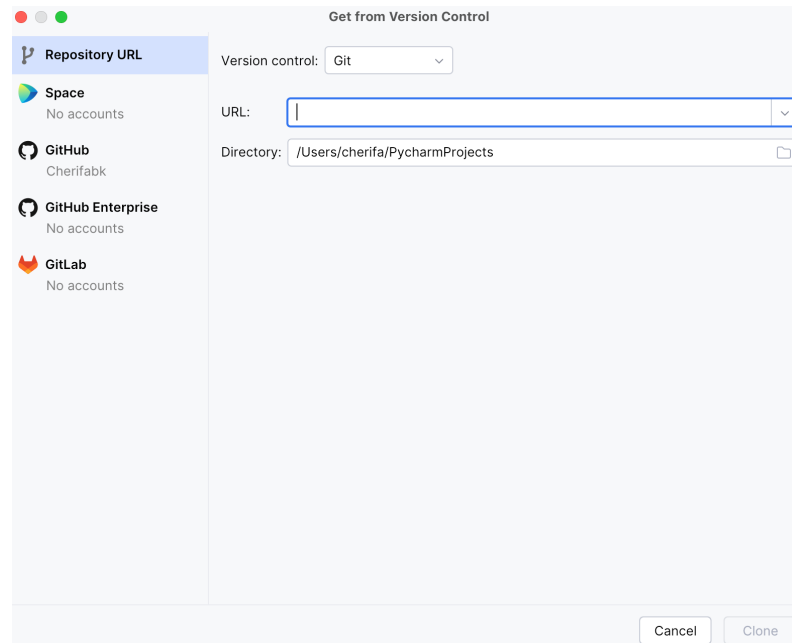 Get from Version Control
Repository URL
Space
No accounts
GitHub
Cherifabk
GitHub Enterprise
No accounts
GitLab
No accounts
Version control: Git
URL:
Directory: /Users/cherifa/PycharmProjects
Cancel Clone